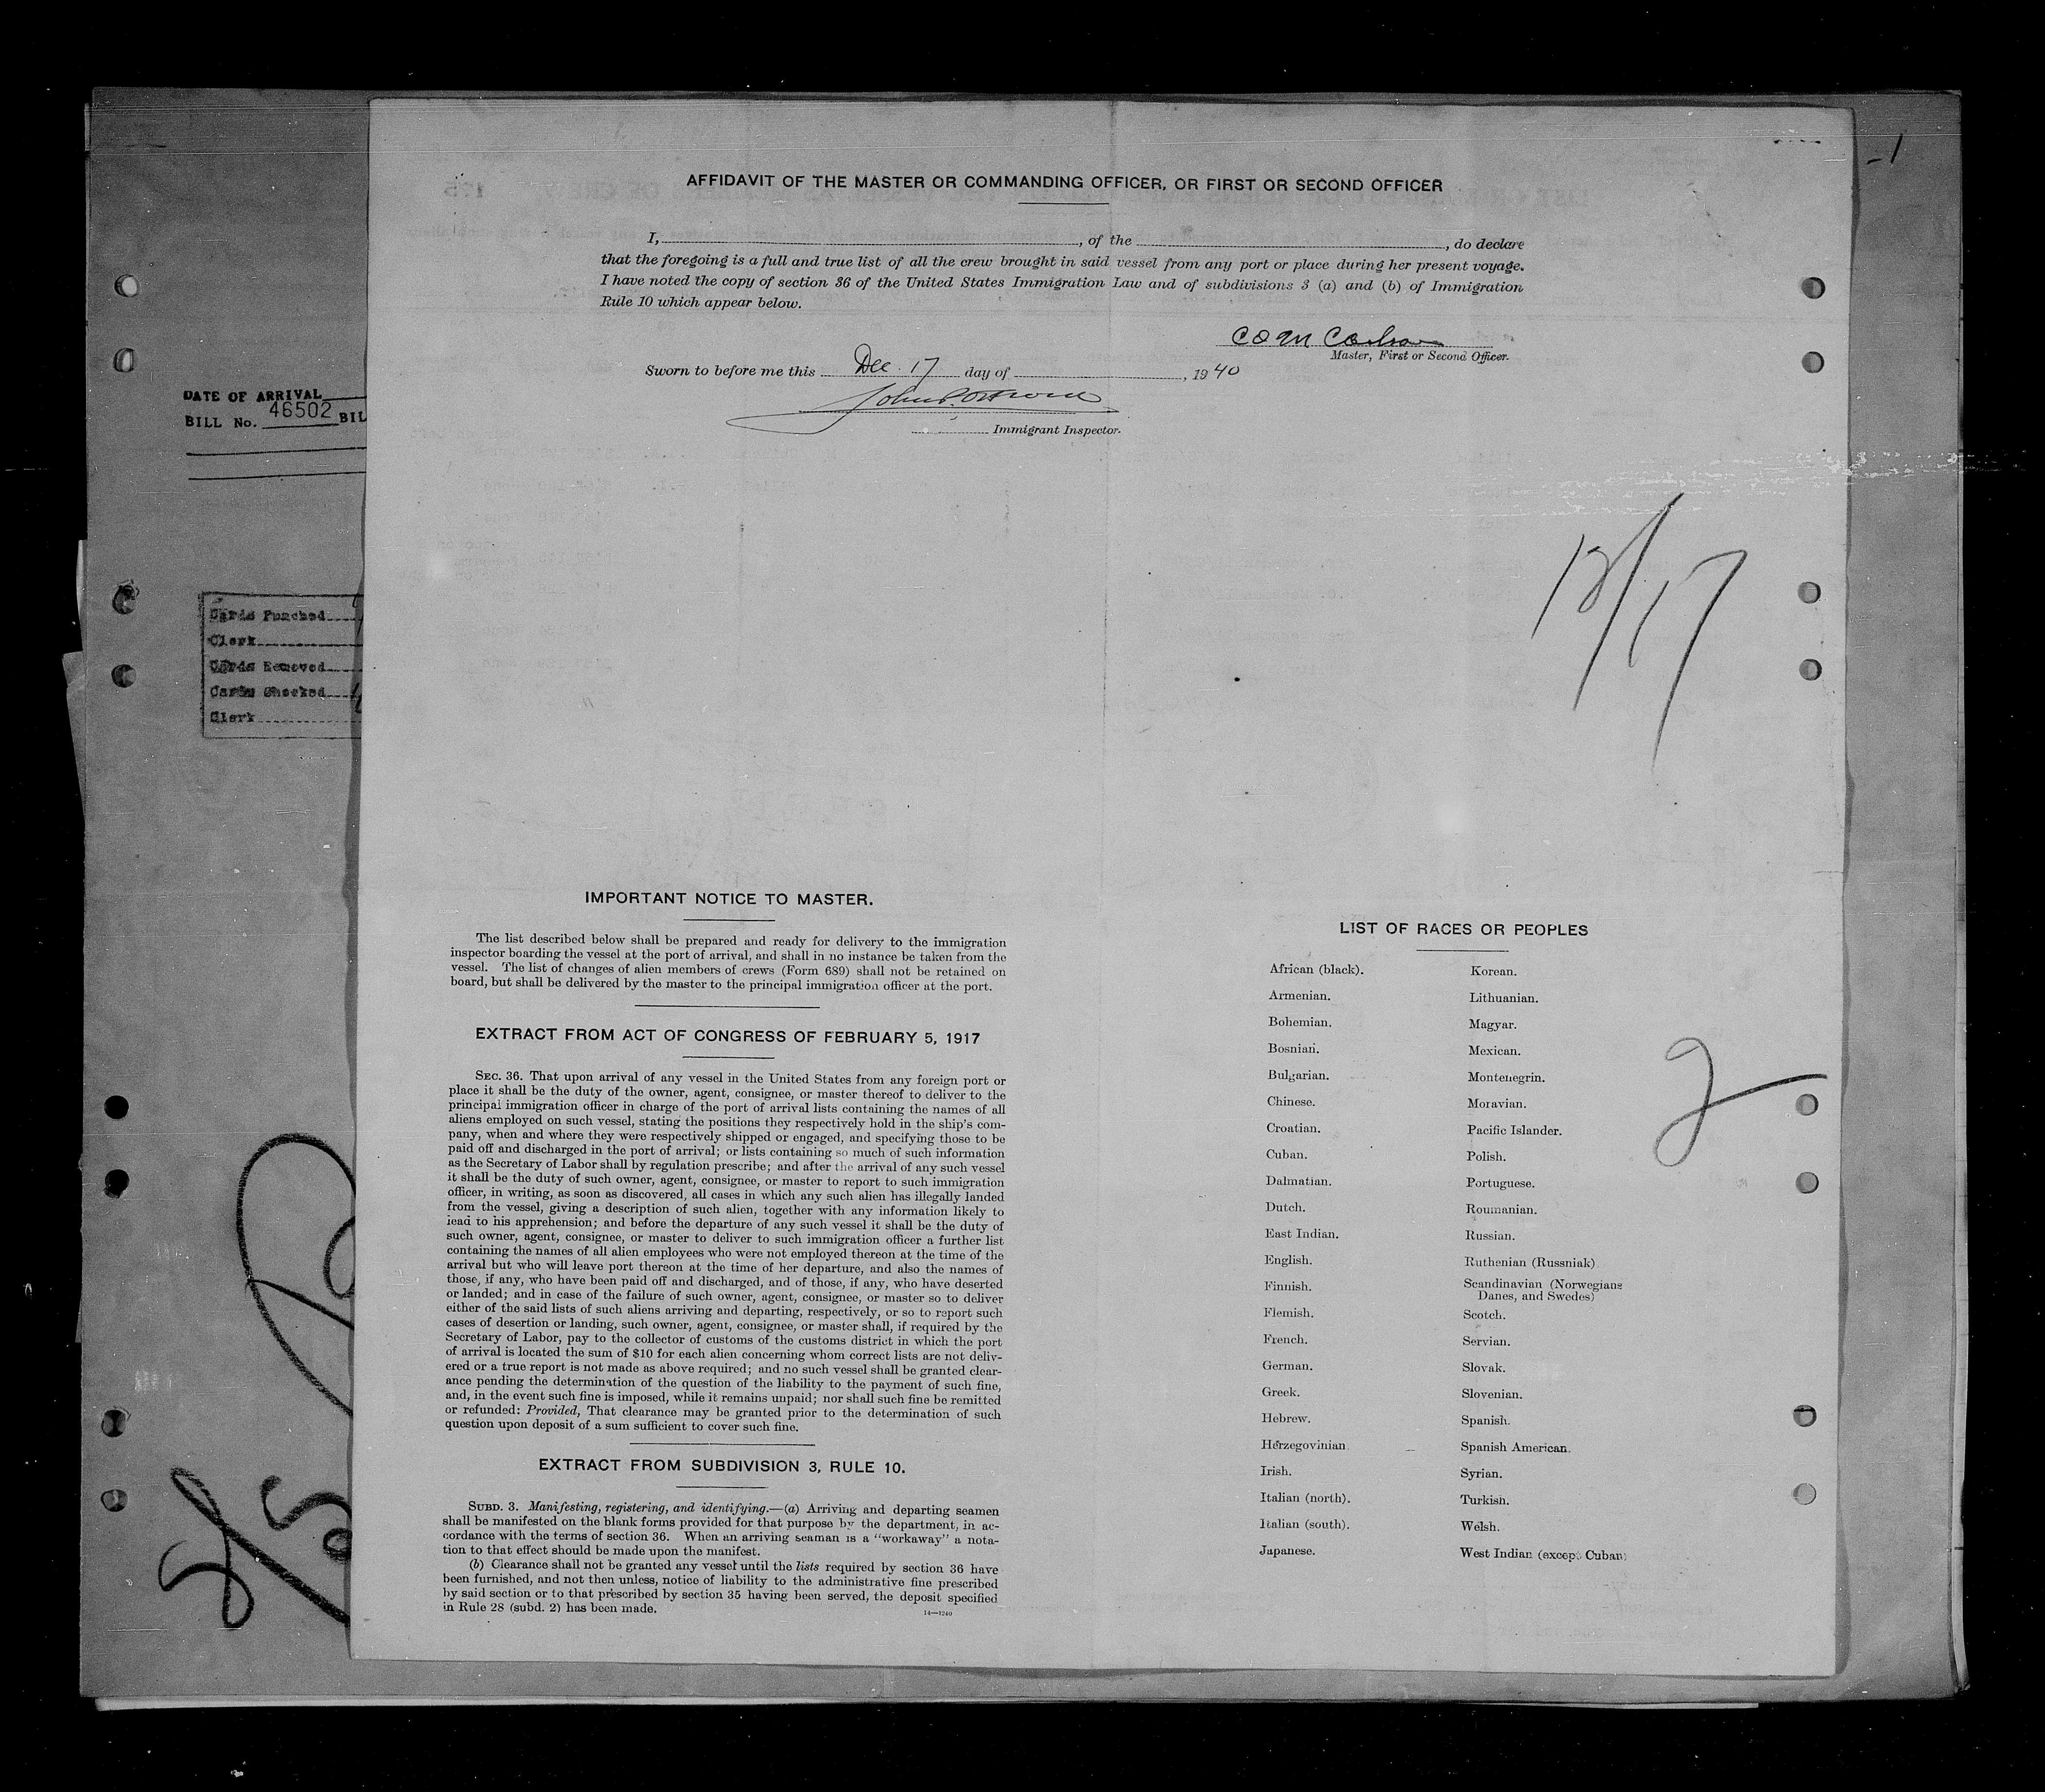 -1
AFFIDAVIT OF THE MASTER OR COMMANDING OFFICER, OR FIRST OR SECOND OFFICER
I, , of the , do declare
that the foregoing is a full and true list of all the crew brought in said vessel from any port or place during her present voyage.
I have noted the copy of section 36 of the United States Immigration Law and of subdivisions 3 (a) and (b) of Immigration
Rule 10 which appear below.
Master, First or Second Officer.
Sworn to before me this Dec. 17 day of , 1940
Immigrant Inspector.
DATE OF ARRIVAL
BILL No. 46502 BIL
Cards Punched
Clerk
Cards Removed
Cards Checked
Clerk
12/17
IMPORTANT NOTICE TO MASTER.
The list described below shall be prepared and ready for delivery to the immigration
inspector boarding the vessel at the port of arrival, and shall in no instance be taken from the
vessel. The list of changes of alien members of crews (Form 689) shall not be retained on
board, but shall be delivered by the master to the principal immigration officer at the port.
EXTRACT FROM ACT OF CONGRESS OF FEBRUARY 5, 1917
SEC. 36. That upon arrival of any vessel in the United States from any foreign port or
place it shall be the duty of the owner, agent, consignee, or master thereof to deliver to the
principal immigration officer in charge of the port of arrival lists containing the names of all
aliens employed on such vessel, stating the positions they respectively hold in the ship's com-
pany, when and where they were respectively shipped or engaged, and specifying those to be
paid off and discharged in the port of arrival; or lists containing so much of such information
as the Secretary of Labor shall by regulation prescribe; and after the arrival of any such vessel
it shall be the duty of such owner, agent, consignee, or master to report to such immigration
officer, in writing, as soon as discovered, all cases in which any such alien has illegally landed
from the vessel, giving a description of such alien, together with any information likely to
lead to his apprehension; and before the departure of any such vessel it shall be the duty of
such owner, agent, consignee, or master to deliver to such immigration officer a further list
containing the names of all alien employees who were not employed thereon at the time of the
arrival but who will leave port thereon at the time of her departure, and also the names of
those, if any, who have been paid off and discharged, and of those, if any, who have deserted
or landed; and in case of the failure of such owner, agent, consignee, or master so to deliver
either of the said lists of such aliens arriving and departing, respectively, or so to report such
cases of desertion or landing, such owner, agent, consignee, or master shall, if required by the
Secretary of Labor, pay to the collector of customs of the customs district in which the port
of arrival is located the sum of $10 for each alien concerning whom correct lists are not deliv-
ered or a true report is not made as above required; and no such vessel shall be granted clear-
ance pending the determination of the question of the liability to the payment of such fine,
and, in the event such fine is imposed, while it remains unpaid; nor shall such fine be remitted
or refunded: Provided, That clearance may be granted prior to the determination of such
question upon deposit of a sum sufficient to cover such fine.
EXTRACT FROM SUBDIVISION 3, RULE 10.
SUBD. 3. Manifesting, registering, and identifying.—(a) Arriving and departing seamen
shall be manifested on the blank forms provided for that purpose by the department, in ac-
cordance with the terms of section 36. When an arriving seaman is a "workaway" a nota-
tion to that effect should be made upon the manifest.
(b) Clearance shall not be granted any vessel until the lists required by section 36 have
been furnished, and not then unless, notice of liability to the administrative fine prescribed
by said section or to that prescribed by section 35 having been served, the deposit specified
in Rule 28 (subd. 2) has been made.
14—1240
LIST OF RACES OR PEOPLES
African (black). Korean.
Armenian. Lithuanian.
Bohemian. Magyar.
Bosnian. Mexican.
Bulgarian. Montenegrin.
Chinese. Moravian.
Croatian. Pacific Islander.
Cuban. Polish.
Dalmatian. Portuguese.
Dutch. Roumanian.
East Indian. Russian.
English. Ruthenian (Russniak)
Finnish. Scandinavian (Norwegians
Danes, and Swedes)
Flemish. Scotch.
French. Servian.
German. Slovak.
Greek. Slovenian.
Hebrew. Spanish.
Herzegovinian Spanish American.
Irish. Syrian.
Italian (north). Turkish.
Italian (south). Welsh.
Japanese. West Indian (except Cuban)
2